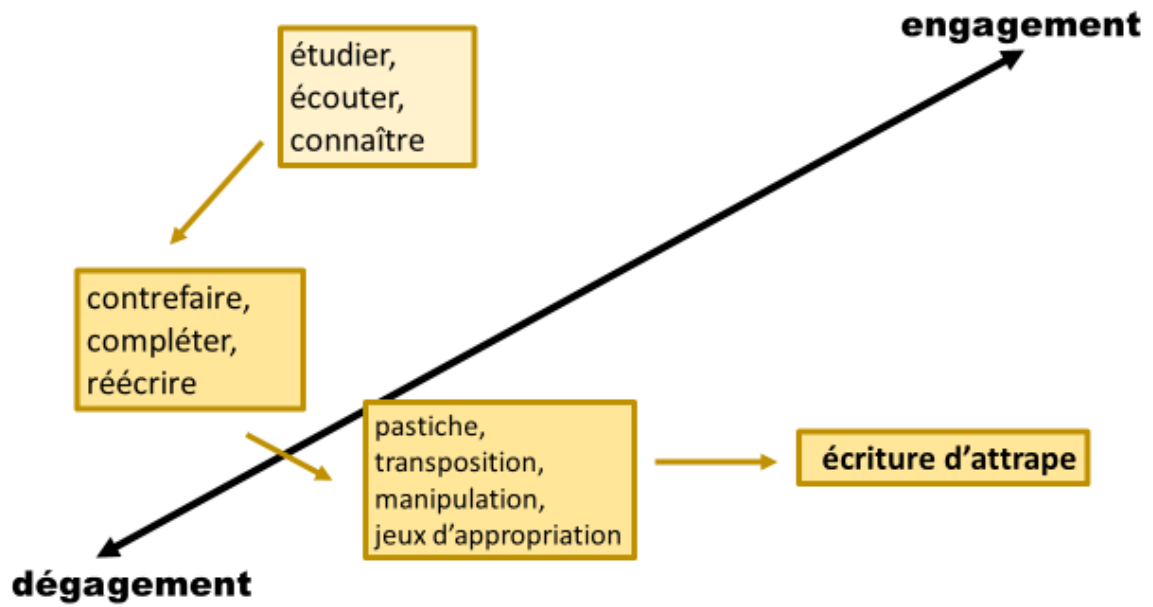 engagement
étudier,
écouter,
connaître
contrefaire,
compléter,
réécrire
pastiche,
transposition,
manipulation,
jeux d’appropriation
écriture d’attrape
dégagement